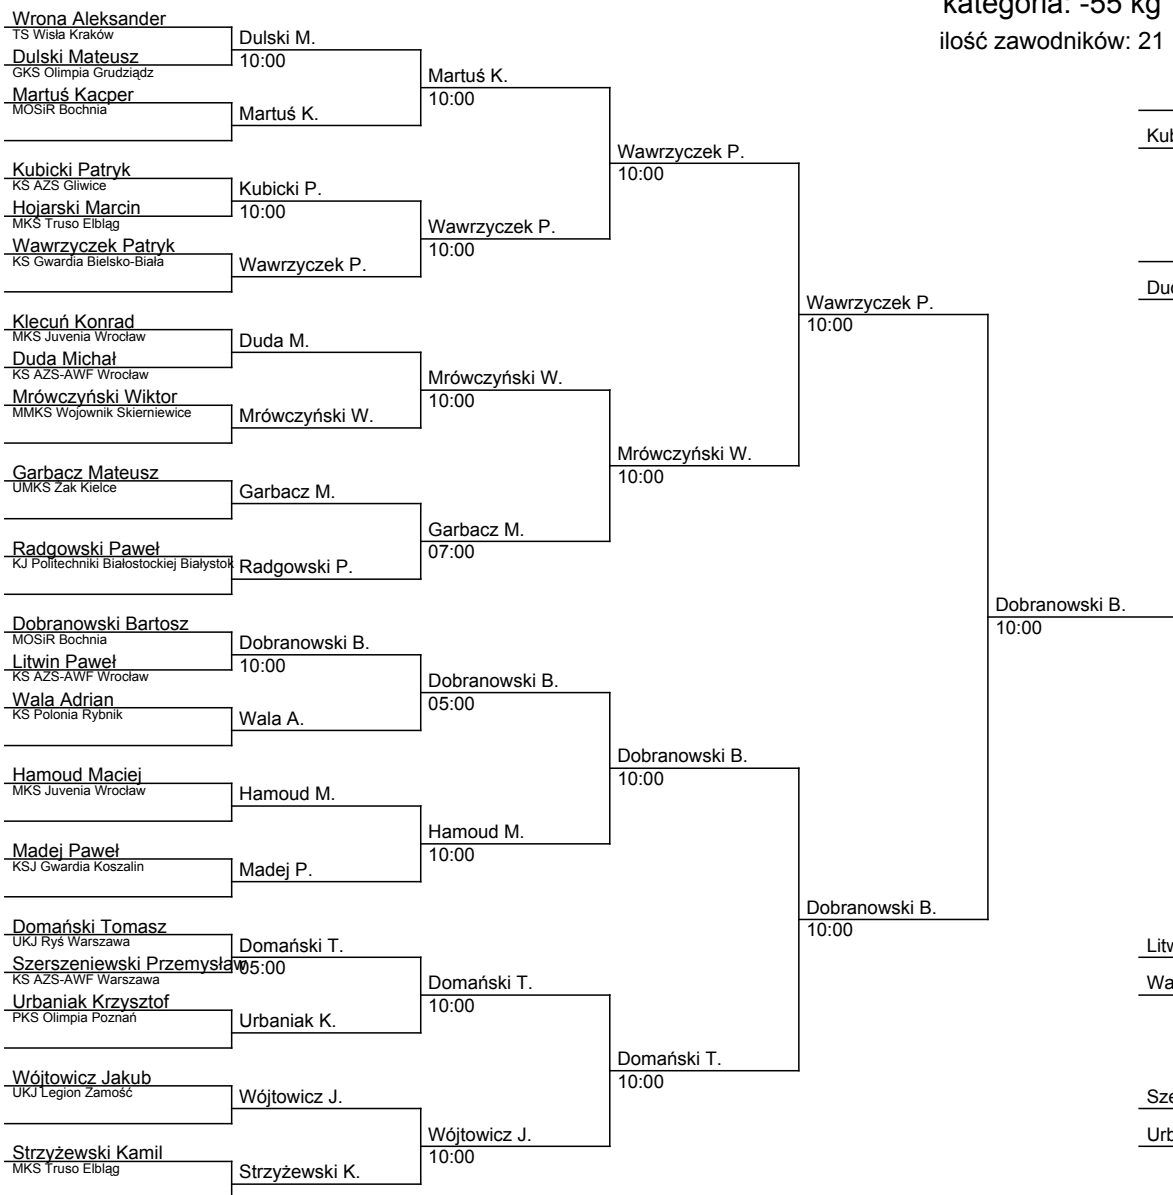 kategoria: -55 kg
ilość zawodników: 21
Wrona Aleksander
TS Wisła Kraków
Dulski Mateusz
GKS Olimpia Grudziądz
Martuś Kacper
MOSiR Bochnia
Kubicki Patryk
KS AZS Gliwice
Hojarski Marcin
MKS Truso Elbląg
Wawrzyczek Patryk
KS Gwardia Bielsko-Biała
Klecuń Konrad
MKS Juvenia Wrocław
Duda Michał
KS AZS-AWF Wrocław
Mrówczyński Wiktor
MMKS Wojownik Skierniewice
Garbacz Mateusz
UMKS Żak Kielce
Radgowski Paweł
KJ Politechniki Białostockiej Białystok
Dobranowski Bartosz
MOSiR Bochnia
Litwin Paweł
KS AZS-AWF Wrocław
Wala Adrian
KS Polonia Rybnik
Hamoud Maciej
MKS Juvenia Wrocław
Madej Paweł
KSJ Gwardia Koszalin
Domański Tomasz
UKJ Ryś Warszawa
Szerszeniewski Przemysław
KS AZS-AWF Warszawa
Urbaniak Krzysztof
PKS Olimpia Poznań
Wójtowicz Jakub
UKJ Legion Zamość
Strzyżewski Kamil
MKS Truso Elbląg
Dulski M.
10:00
Martuś K.
Kubicki P.
10:00
Wawrzyczek P.
Duda M.
Mrówczyński W.
Garbacz M.
Radgowski P.
Dobranowski B.
10:00
Wala A.
Hamoud M.
Madej P.
Domański T.
05:00
Urbaniak K.
Wójtowicz J.
Strzyżewski K.
Martuś K.
10:00
Wawrzyczek P.
10:00
Mrówczyński W.
10:00
Garbacz M.
07:00
Dobranowski B.
05:00
Hamoud M.
10:00
Domański T.
10:00
Wójtowicz J.
10:00
Wawrzyczek P.
10:00
Mrówczyński W.
10:00
Dobranowski B.
10:00
Domański T.
10:00
Wawrzyczek P.
10:00
Dobranowski B.
10:00
Dobranowski B.
10:00